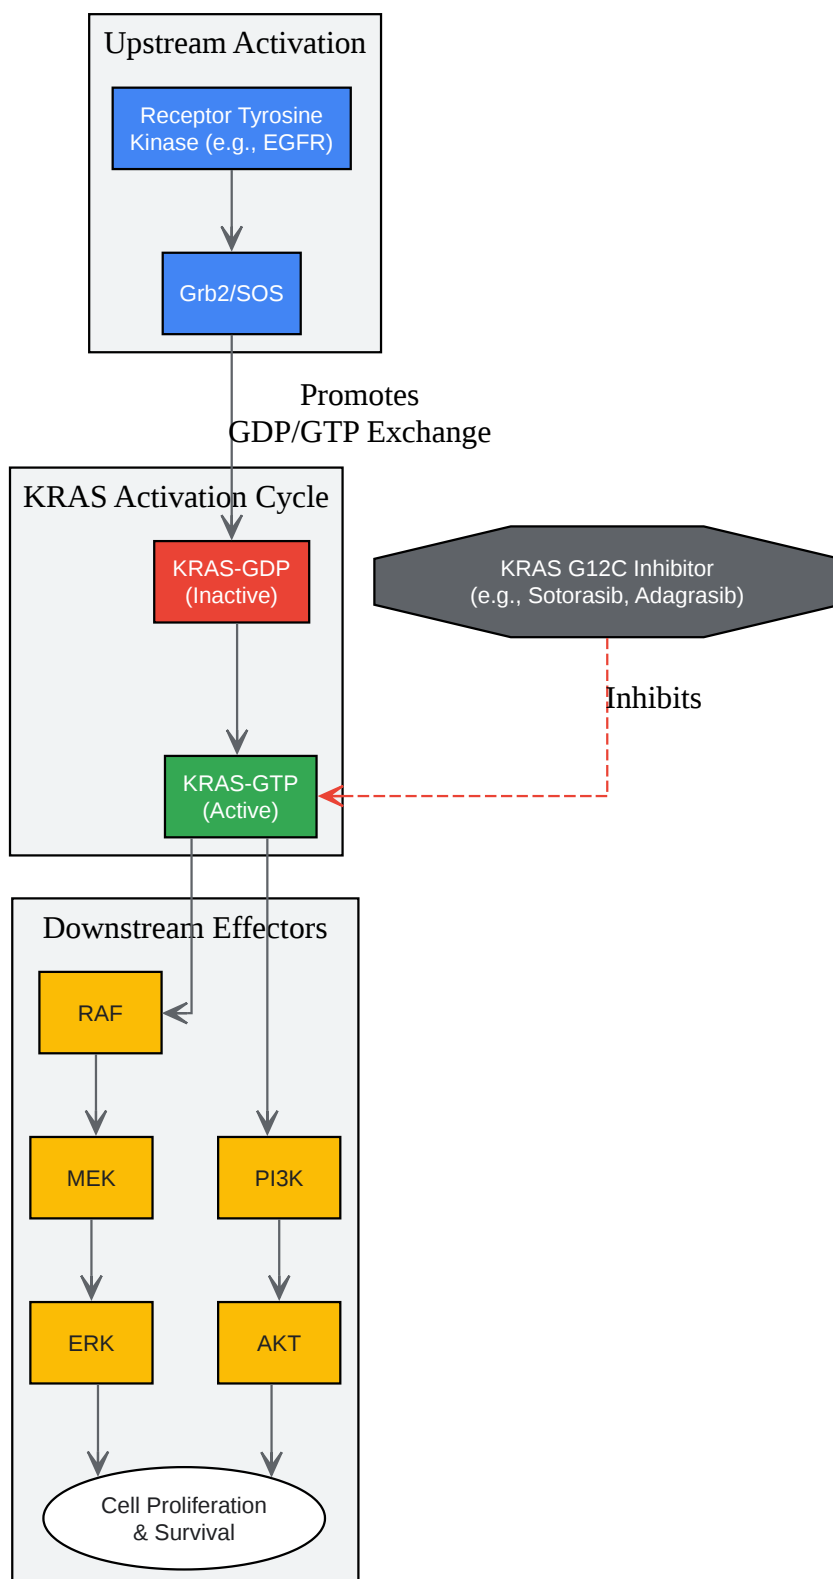 Upstream Activation
Receptor Tyrosine
Kinase (e.g., EGFR)
Grb2/SOS
Promotes
GDP/GTP Exchange
KRAS Activation Cycle
KRAS-GDP
(Inactive)
KRAS G12C Inhibitor
(e.g., Sotorasib, Adagrasib)
Inhibits
KRAS-GTP
(Active)
Downstream Effectors
RAF
MEK
PI3K
ERK
AKT
Cell Proliferation
& Survival